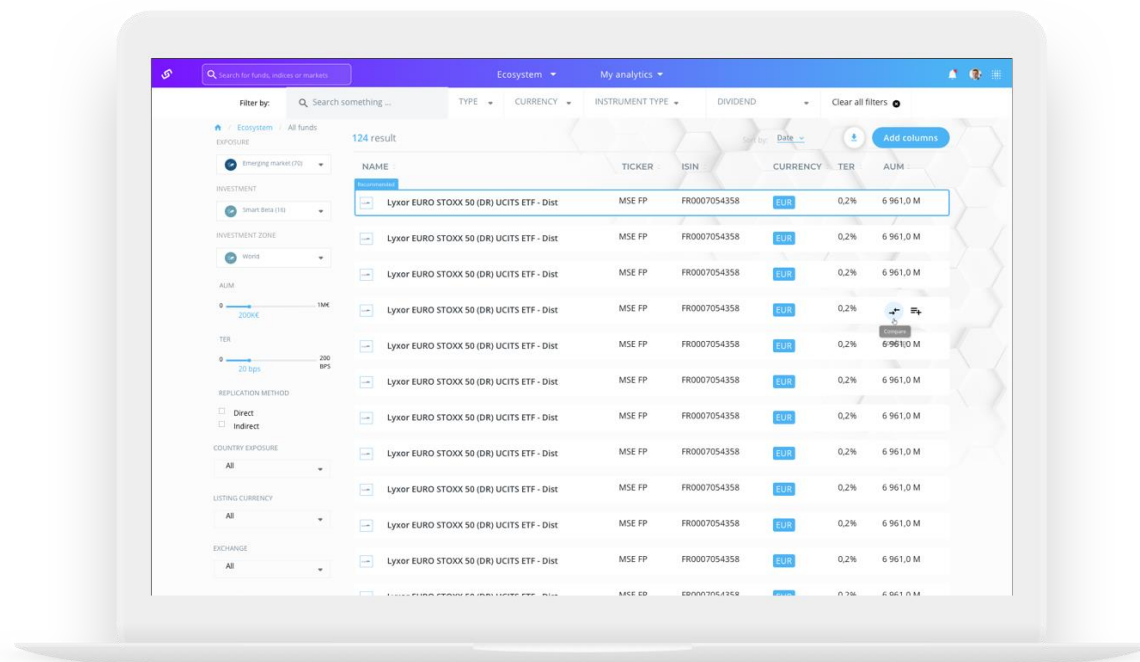 Search for funds, indices or markets
Ecosystem
My analytics
Filter by:
Search something ...
TYPE
CURRENCY
INSTRUMENT TYPE
DIVIDEND
Clear all filters
Ecosystem / All funds
124 result
Sort by: Date
Add columns
EXPOSURE
Emerging market (70)
INVESTMENT
Smart Beta (16)
INVESTMENT ZONE
World
AUM
0
1M€
200K€
TER
0
200 BPS
20 bps
REPLICATION METHOD
Direct
Indirect
COUNTRY EXPOSURE
All
LISTING CURRENCY
All
EXCHANGE
All
NAME TICKER ISIN CURRENCY TER AUM
Recommended
Lyxor EURO STOXX 50 (DR) UCITS ETF - Dist MSE FP FR0007054358 EUR 0,2% 6 961,0 M
Lyxor EURO STOXX 50 (DR) UCITS ETF - Dist MSE FP FR0007054358 EUR 0,2% 6 961,0 M
Lyxor EURO STOXX 50 (DR) UCITS ETF - Dist MSE FP FR0007054358 EUR 0,2% 6 961,0 M
Lyxor EURO STOXX 50 (DR) UCITS ETF - Dist MSE FP FR0007054358 EUR 0,2%
Compare
Lyxor EURO STOXX 50 (DR) UCITS ETF - Dist MSE FP FR0007054358 EUR 0,2% 6 961,0 M
Lyxor EURO STOXX 50 (DR) UCITS ETF - Dist MSE FP FR0007054358 EUR 0,2% 6 961,0 M
Lyxor EURO STOXX 50 (DR) UCITS ETF - Dist MSE FP FR0007054358 EUR 0,2% 6 961,0 M
Lyxor EURO STOXX 50 (DR) UCITS ETF - Dist MSE FP FR0007054358 EUR 0,2% 6 961,0 M
Lyxor EURO STOXX 50 (DR) UCITS ETF - Dist MSE FP FR0007054358 EUR 0,2% 6 961,0 M
Lyxor EURO STOXX 50 (DR) UCITS ETF - Dist MSE FP FR0007054358 EUR 0,2% 6 961,0 M
Lyxor EURO STOXX 50 (DR) UCITS ETF - Dist MSE FP FR0007054358 EUR 0,2% 6 961,0 M